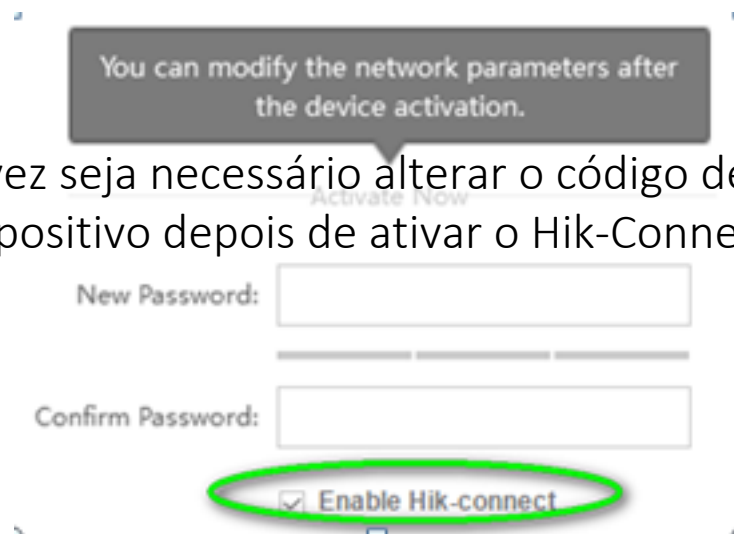 You can modify the network parameters after
the device activation.
vez seja necessário alterar o código de
Activate Now
positivo depois de ativar o Hik-Conne
New Password:
Confirm Password:
Enable Hik-connect